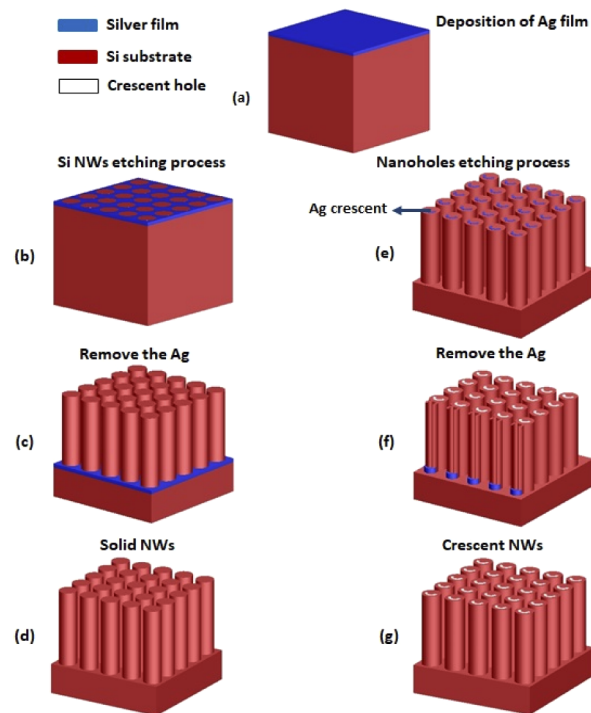 Silver film
Si substrate
Crescent hole
Deposition of Ag film
(a)
Si NWs etching process
(b)
Nanoholes etching process
Ag crescent
(e)
Remove the Ag
(c)
Remove the Ag
(f)
Solid NWs
(d)
Crescent NWs
(g)